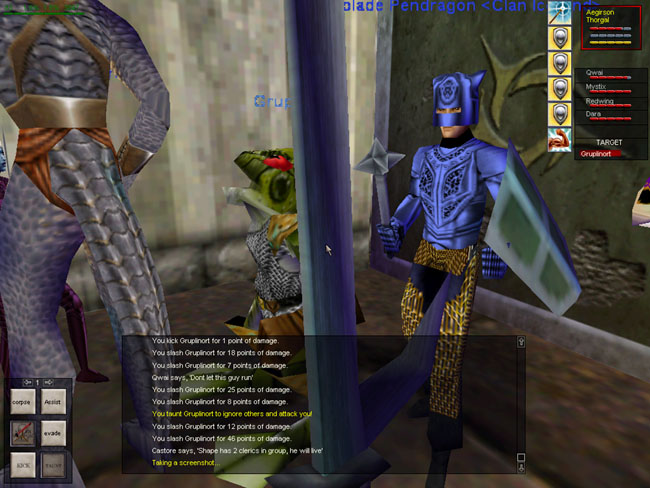 blade Pendragon <Clan Ic
Grup
Aegirson
Thorgal
Qwai
Mystix
Redwing
Dara
TARGET
Gruplinort
You kick Gruplinort for 1 point of damage.
You slash Gruplinort for 18 points of damage.
You slash Gruplinort for 7 points of damage.
Qwai says, 'Dont let this guy run'
You slash Gruplinort for 25 points of damage.
You slash Gruplinort for 8 points of damage.
You taunt Gruplinort to ignore others and attack you!
You slash Gruplinort for 12 points of damage.
You slash Gruplinort for 46 points of damage.
Castore says, 'Shape has 2 clerics in group, he will live'
Taking a screenshot...
1
corpse Assist
evade
KICK TAUNT